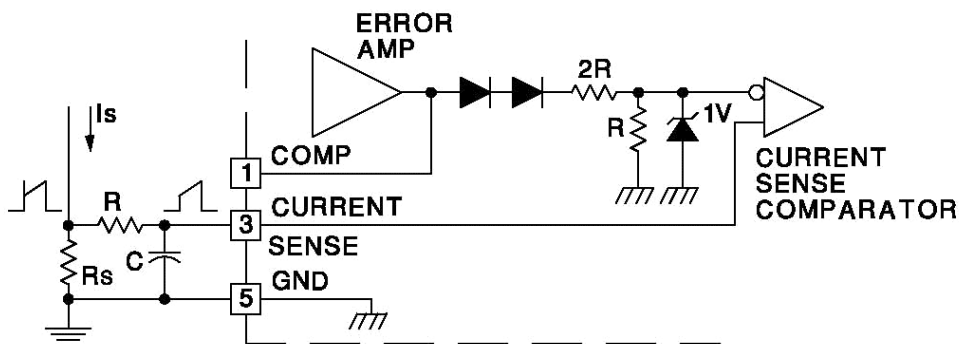 ERROR
AMP
2R
Is
R
1V
1
COMP
R
3
CURRENT
SENSE
CURRENT
SENSE
COMPARATOR
C
Rs
5
GND